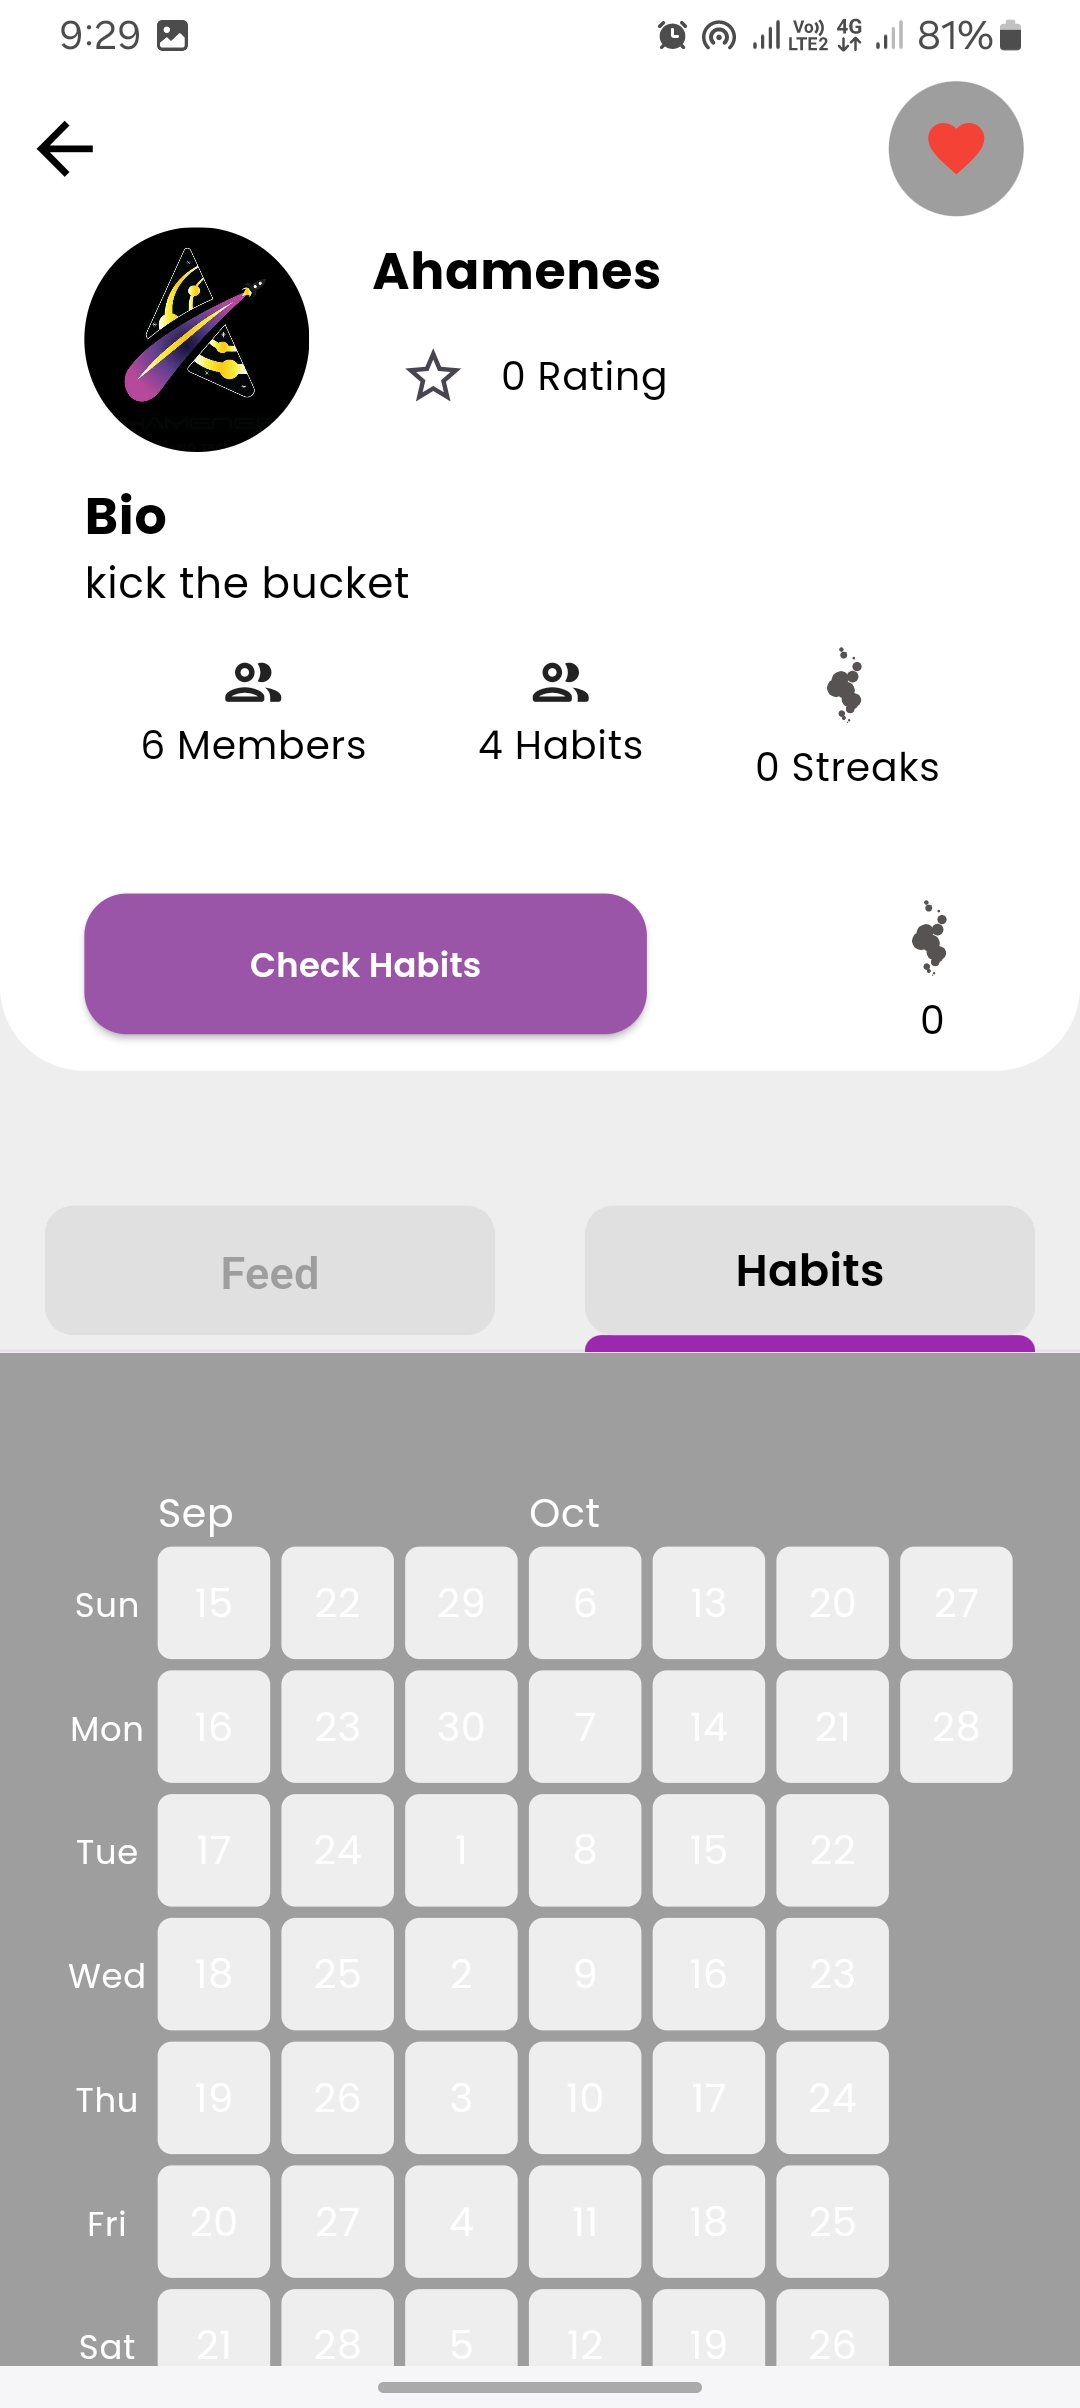 9:29 Vo)) LTE2 4G 81%
Ahamenes
0 Rating
Bio
kick the bucket
6 Members 4 Habits 0 Streaks
Check Habits
0
Feed Habits
Sep Oct
Sun 15 22 29 6 13 20 27
Mon 16 23 30 7 14 21 28
Tue 17 24 1 8 15 22
Wed 18 25 2 9 16 23
Thu 19 26 3 10 17 24
Fri 20 27 4 11 18 25
Sat 21 28 5 12 19 26